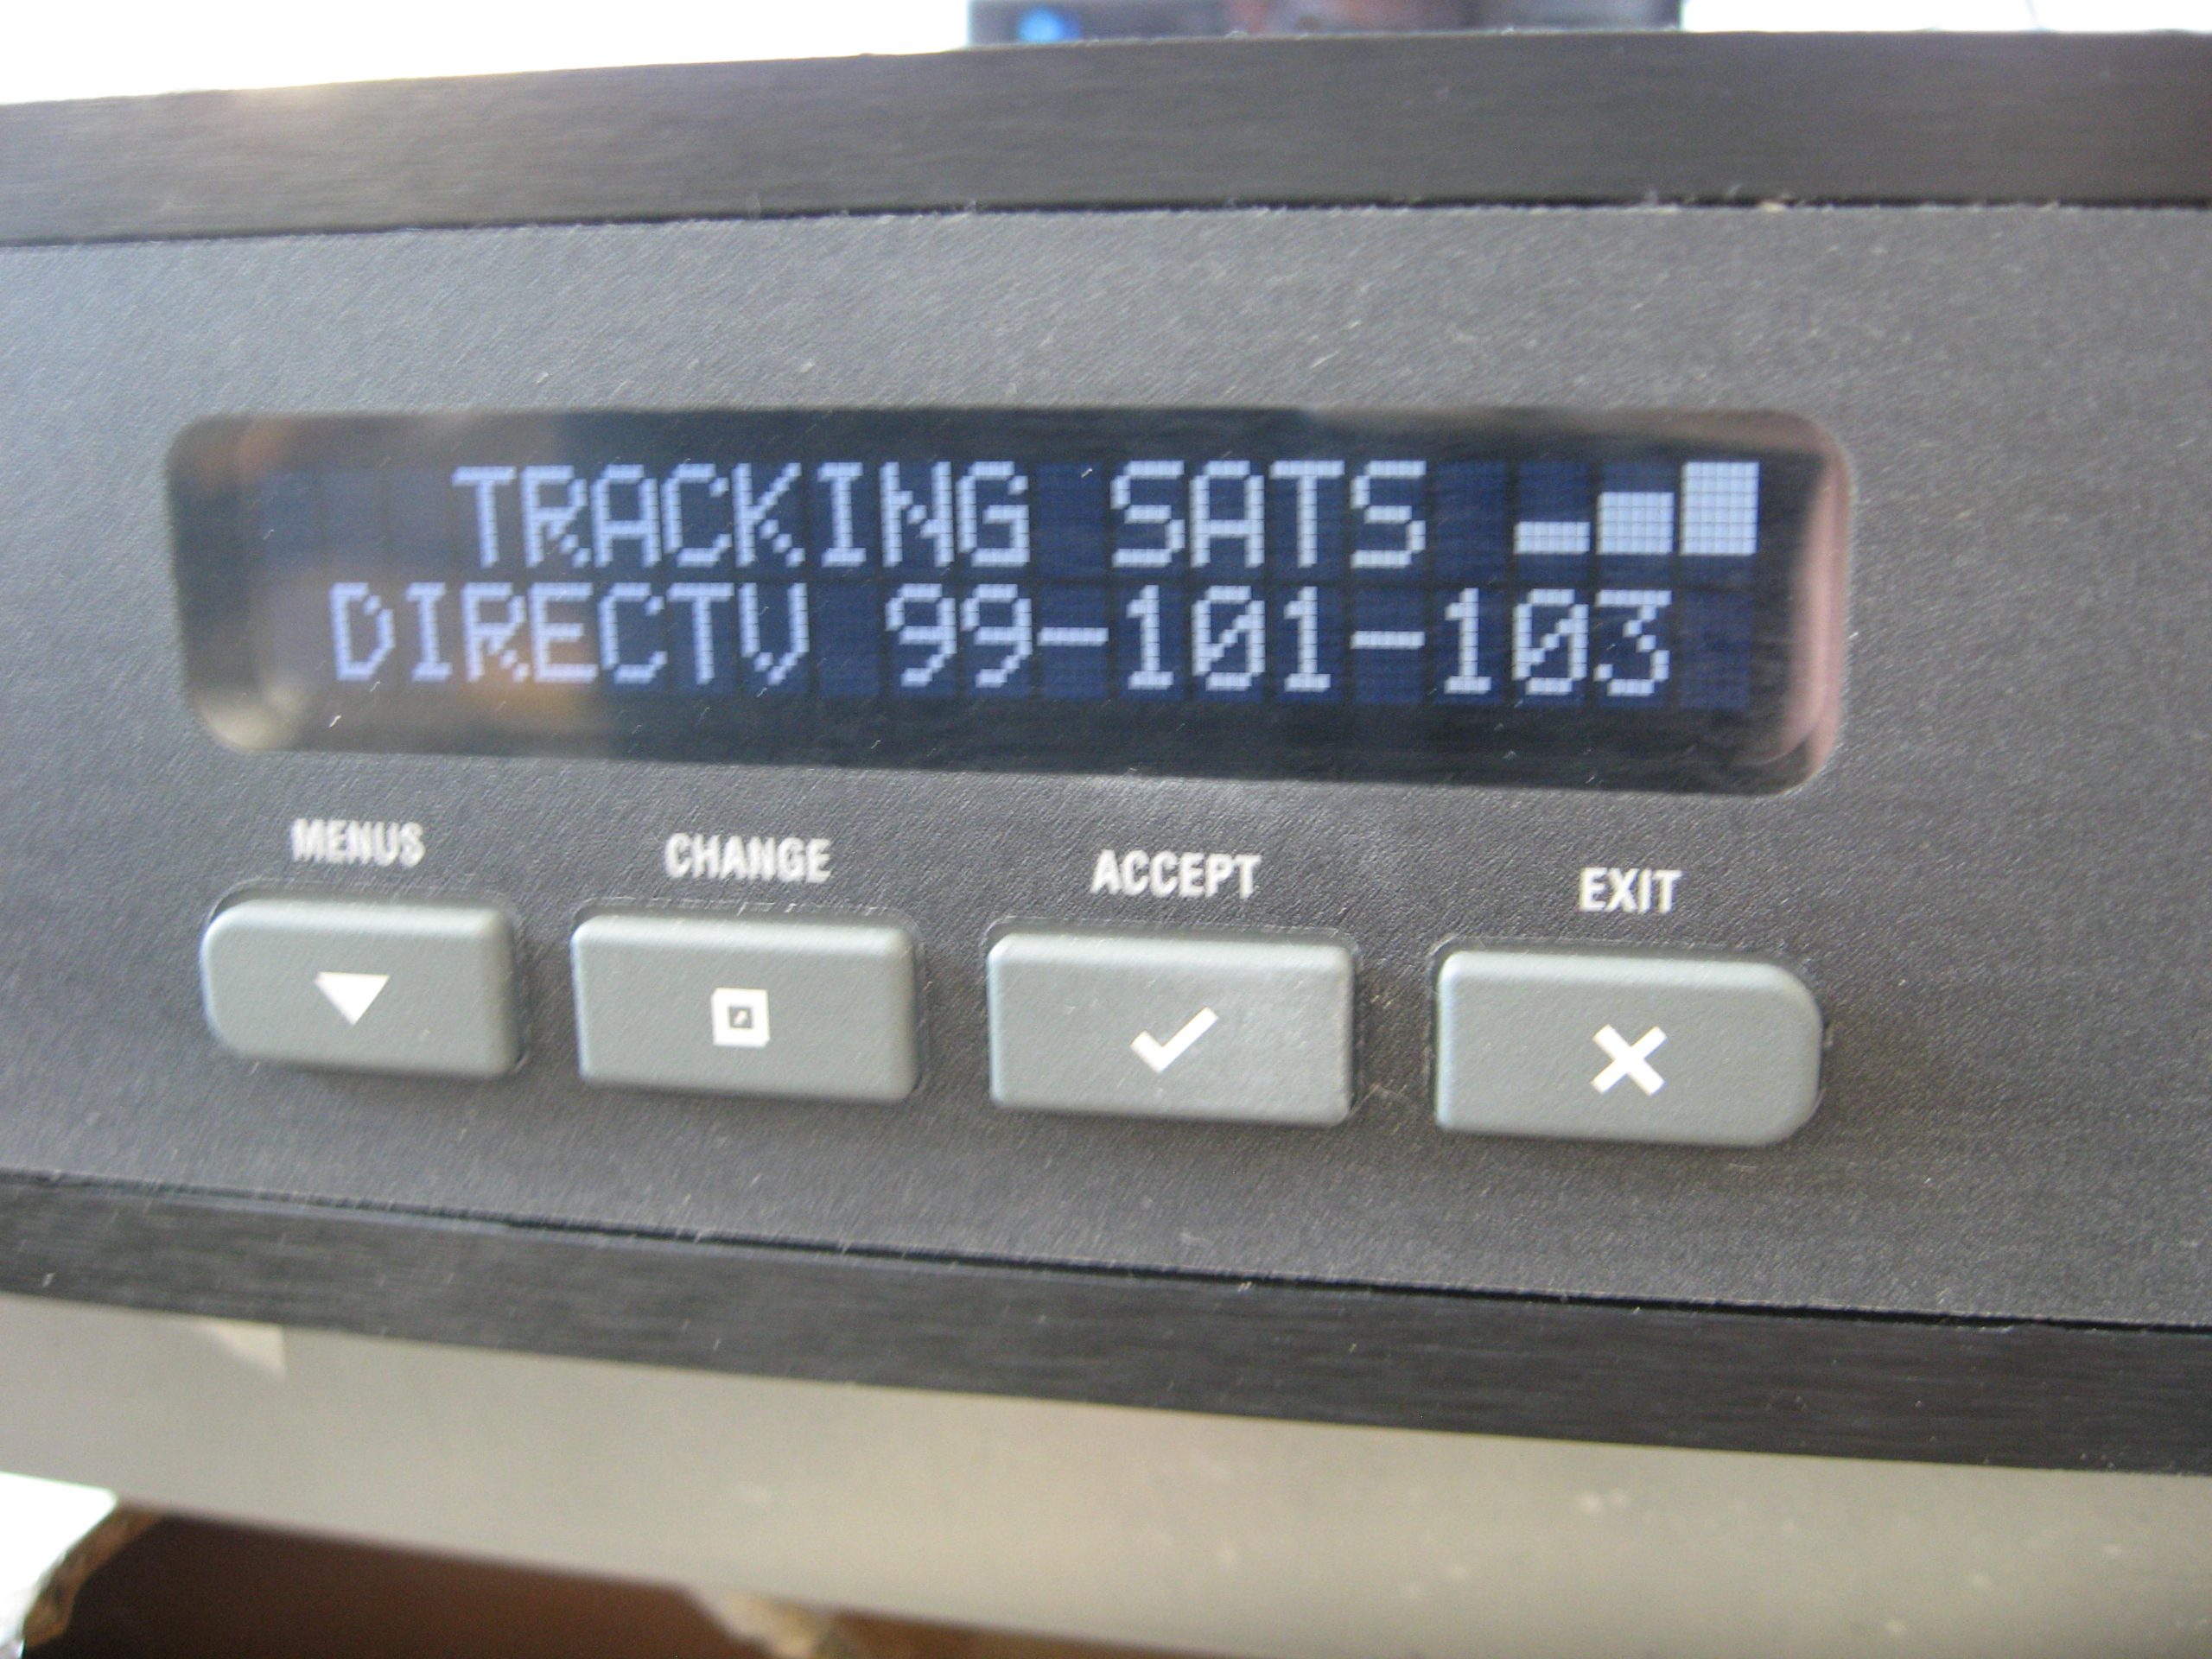 TRACKING SATS
DIRECTV 99-101-103
MENUS CHANGE ACCEPT EXIT